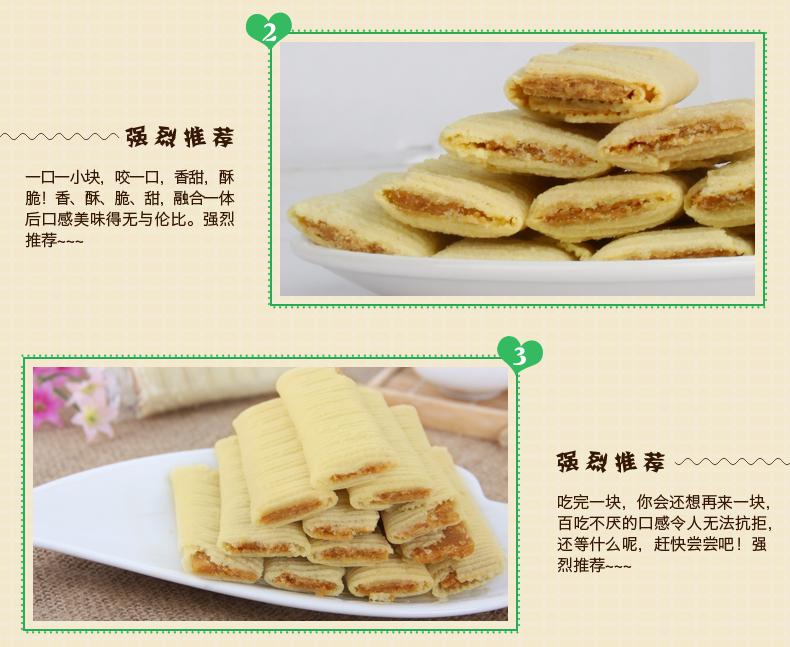 2
强烈推荐
一口一小块，咬一口，香甜，酥
脆！香、酥、脆、甜，融合一体
后口感美味得无与伦比。强烈
推荐~~~
3
强烈推荐
吃完一块，你会还想再来一块，
百吃不厌的口感令人无法抗拒，
还等什么呢，赶快尝尝吧！强
烈推荐~~~